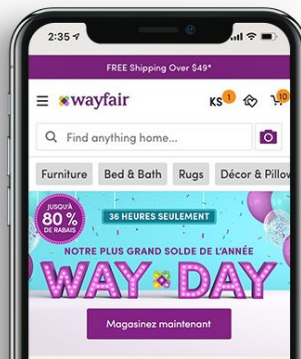 2:35
FREE Shipping Over $49*
wayfair
KS 1
10
Find anything home...
Furniture Bed & Bath Rugs Décor & Pillow
JUSQU'À
80 %
DE RABAIS
36 HEURES SEULEMENT
NOTRE PLUS GRAND SOLDE DE L'ANNÉE
WAY DAY
Magasinez maintenant